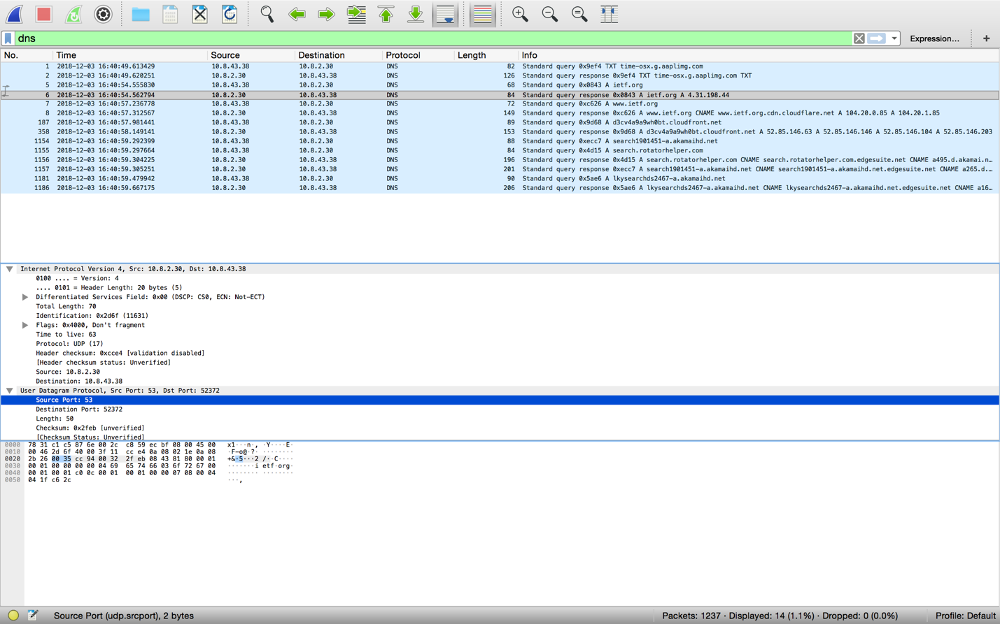 dns
Expression...
+
No. Time Source Destination Protocol Length Info
1 2018-12-03 16:40:49.613429 10.8.43.38 10.8.2.30 DNS 82 Standard query 0x9ef4 TXT time-osx.g.aaplimg.com
2 2018-12-03 16:40:49.620251 10.8.2.30 10.8.43.38 DNS 126 Standard query response 0x9ef4 TXT time-osx.g.aaplimg.com TXT
5 2018-12-03 16:40:54.555830 10.8.43.38 10.8.2.30 DNS 68 Standard query 0x0843 A ietf.org
6 2018-12-03 16:40:54.562794 10.8.2.30 10.8.43.38 DNS 84 Standard query response 0x0843 A ietf.org A 4.31.198.44
7 2018-12-03 16:40:57.236778 10.8.43.38 10.8.2.30 DNS 72 Standard query 0xc626 A www.ietf.org
8 2018-12-03 16:40:57.312567 10.8.2.30 10.8.43.38 DNS 149 Standard query response 0xc626 A www.ietf.org CNAME www.ietf.org.cdn.cloudflare.net A 104.20.0.85 A 104.20.1.85
187 2018-12-03 16:40:57.981441 10.8.43.38 10.8.2.30 DNS 89 Standard query 0x9d68 A d3cv4a9a9wh0bt.cloudfront.net
358 2018-12-03 16:40:58.149141 10.8.2.30 10.8.43.38 DNS 153 Standard query response 0x9d68 A d3cv4a9a9wh0bt.cloudfront.net A 52.85.146.63 A 52.85.146.146 A 52.85.146.104 A 52.85.146.203
1154 2018-12-03 16:40:59.292399 10.8.43.38 10.8.2.30 DNS 88 Standard query 0xecc7 A search1901451-a.akamaihd.net
1155 2018-12-03 16:40:59.297664 10.8.43.38 10.8.2.30 DNS 84 Standard query 0x4d15 A search.rotatorhelper.com
1156 2018-12-03 16:40:59.304225 10.8.2.30 10.8.43.38 DNS 196 Standard query response 0x4d15 A search.rotatorhelper.com CNAME search.rotatorhelper.com.edgesuite.net CNAME a495.d.akamai.n…
1157 2018-12-03 16:40:59.305251 10.8.2.30 10.8.43.38 DNS 201 Standard query response 0xecc7 A search1901451-a.akamaihd.net CNAME search1901451-a.akamaihd.net.edgesuite.net CNAME a265.d.…
1181 2018-12-03 16:40:59.479942 10.8.43.38 10.8.2.30 DNS 90 Standard query 0x5ae6 A lkysearchds2467-a.akamaihd.net
1186 2018-12-03 16:40:59.667175 10.8.2.30 10.8.43.38 DNS 206 Standard query response 0x5ae6 A lkysearchds2467-a.akamaihd.net CNAME lkysearchds2467-a.akamaihd.net.edgesuite.net CNAME a16…
Internet Protocol Version 4, Src: 10.8.2.30, Dst: 10.8.43.38
0100 .... = Version: 4
.... 0101 = Header Length: 20 bytes (5)
Differentiated Services Field: 0x00 (DSCP: CS0, ECN: Not-ECT)
Total Length: 70
Identification: 0x2d6f (11631)
Flags: 0x4000, Don't fragment
Time to live: 63
Protocol: UDP (17)
Header checksum: 0xcce4 [validation disabled]
[Header checksum status: Unverified]
Source: 10.8.2.30
Destination: 10.8.43.38
User Datagram Protocol, Src Port: 53, Dst Port: 52372
Source Port: 53
Destination Port: 52372
Length: 50
Checksum: 0x2feb [unverified]
[Checksum Status: Unverified]
0000 78 31 c1 c5 87 6e 00 2c c8 59 ec bf 08 00 45 00 x1···n·, ·Y····E·
0010 00 46 2d 6f 40 00 3f 11 cc e4 0a 08 02 1e 0a 08 ·F-o@·?· ········
0020 2b 26 00 35 cc 94 00 32 2f eb 08 43 81 80 00 01 +&·5···2 /··C····
0030 00 01 00 00 00 00 04 69 65 74 66 03 6f 72 67 00 ·······i etf·org·
0040 00 01 00 01 c0 0c 00 01 00 01 00 00 07 08 00 04 ········ ········
0050 04 1f c6 2c ···,
Source Port (udp.srcport), 2 bytes
Packets: 1237 · Displayed: 14 (1.1%) · Dropped: 0 (0.0%)
Profile: Default